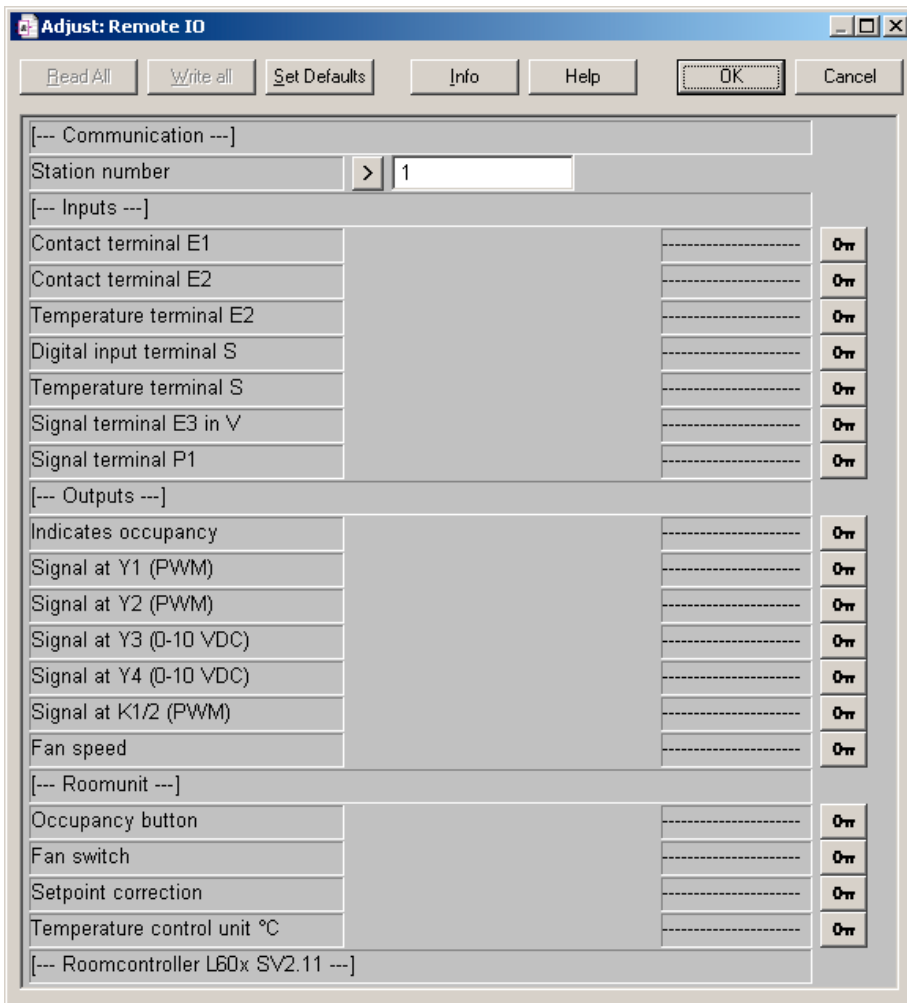 Adjust: Remote IO
Read All Write all Set Defaults Info Help OK Cancel
[--- Communication ---]
Station number > 1
[--- Inputs ---]
Contact terminal E1 ----------------------
Contact terminal E2 ----------------------
Temperature terminal E2 ----------------------
Digital input terminal S ----------------------
Temperature terminal S ----------------------
Signal terminal E3 in V ----------------------
Signal terminal P1 ----------------------
[--- Outputs ---]
Indicates occupancy ----------------------
Signal at Y1 (PWM) ----------------------
Signal at Y2 (PWM) ----------------------
Signal at Y3 (0-10 VDC) ----------------------
Signal at Y4 (0-10 VDC) ----------------------
Signal at K1/2 (PWM) ----------------------
Fan speed ----------------------
[--- Roomunit ---]
Occupancy button ----------------------
Fan switch ----------------------
Setpoint correction ----------------------
Temperature control unit °C ----------------------
[--- Roomcontroller L60x SV2.11 ---]